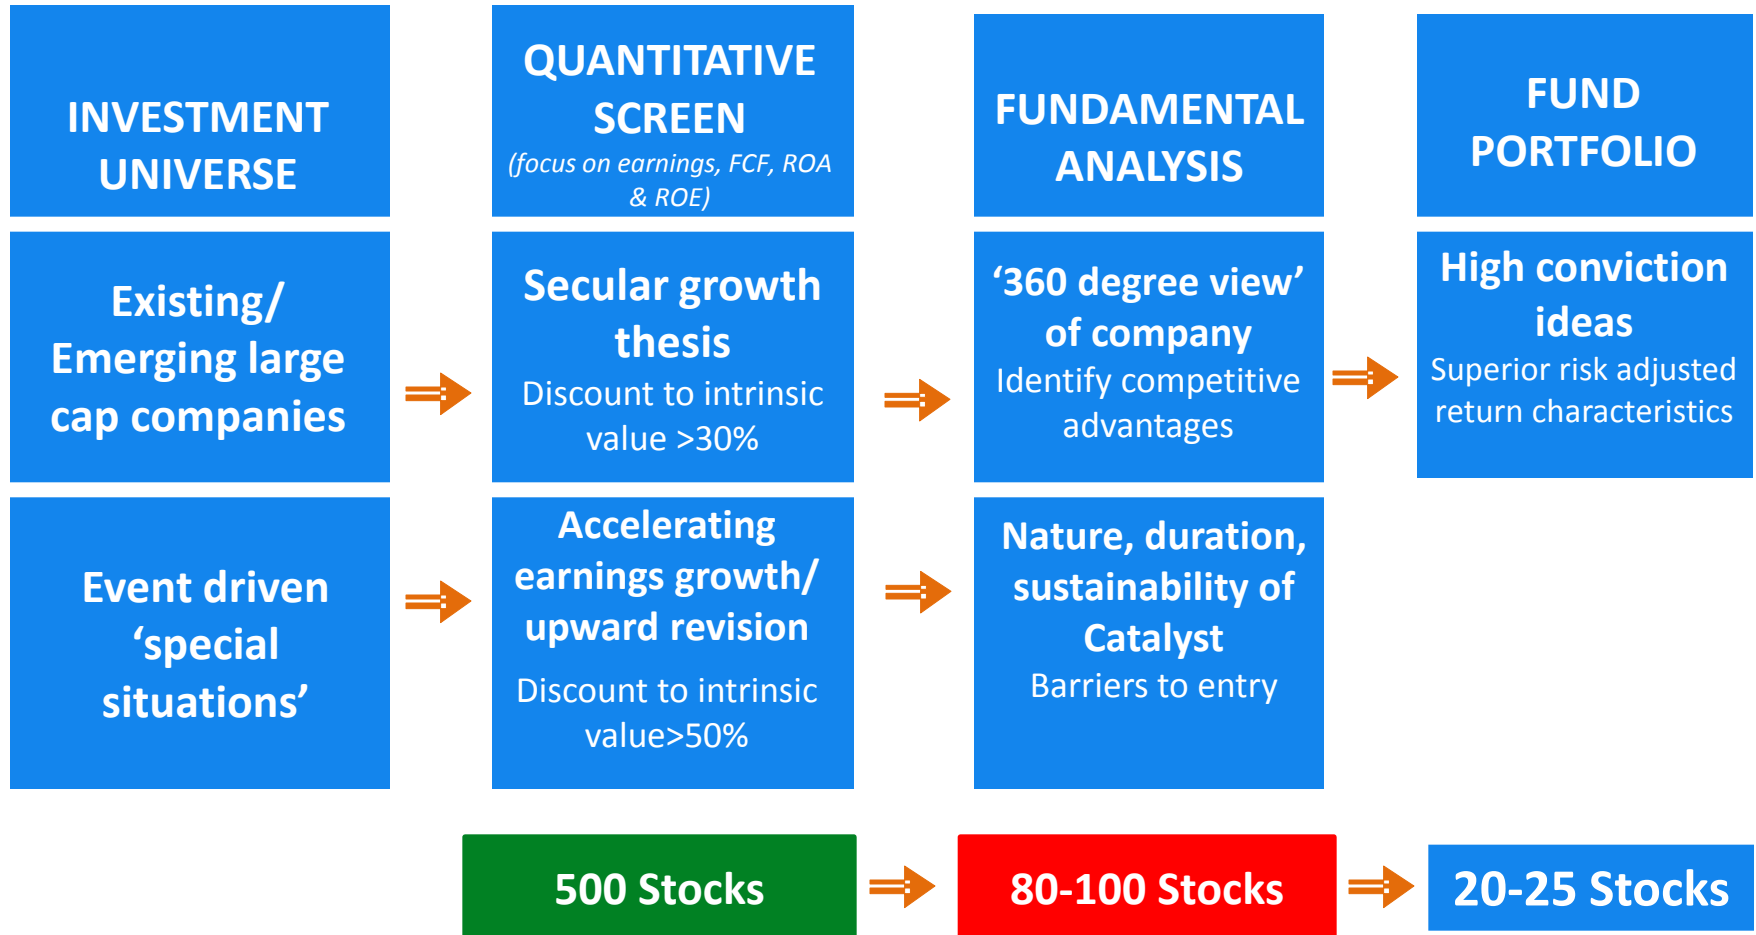 INVESTMENT
UNIVERSE
QUANTITATIVE
SCREEN
(focus on earnings, FCF, ROA
& ROE)
FUNDAMENTAL
ANALYSIS
FUND
PORTFOLIO
Existing/
Emerging large
cap companies
Secular growth
thesis
Discount to intrinsic
value >30%
‘360 degree view’
of company
Identify competitive
advantages
High conviction
ideas
Superior risk adjusted
return characteristics
Event driven
‘special
situations’
Accelerating
earnings growth/
upward revision
Discount to intrinsic
value>50%
Nature, duration,
sustainability of
Catalyst
Barriers to entry
500 Stocks
80-100 Stocks
20-25 Stocks